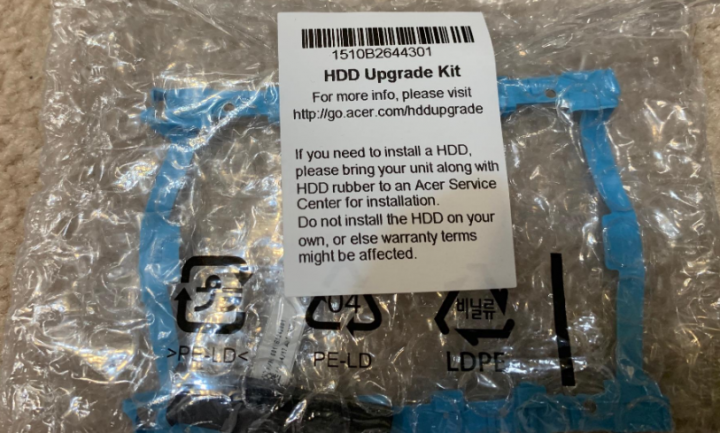 1510B2644301
HDD Upgrade Kit
For more info, please visit
http://go.acer.com/hddupgrade
If you need to install a HDD,
please bring your unit along with
HDD rubber to an Acer Service
Center for installation.
Do not install the HDD on your
own, or else warranty terms
might be affected.
04
비닐류
>PE-LD<
PE-LD
LDPE